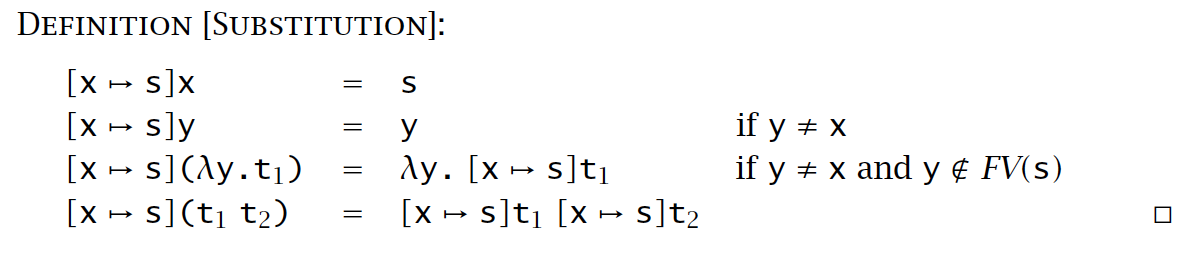 DEFINITION [SUBSTITUTION]:
[x ↦ s]x = s
[x ↦ s]y = y if y ≠ x
[x ↦ s](λy.t₁) = λy. [x ↦ s]t₁ if y ≠ x and y ∉ FV(s)
[x ↦ s](t₁ t₂) = [x ↦ s]t₁ [x ↦ s]t₂ □